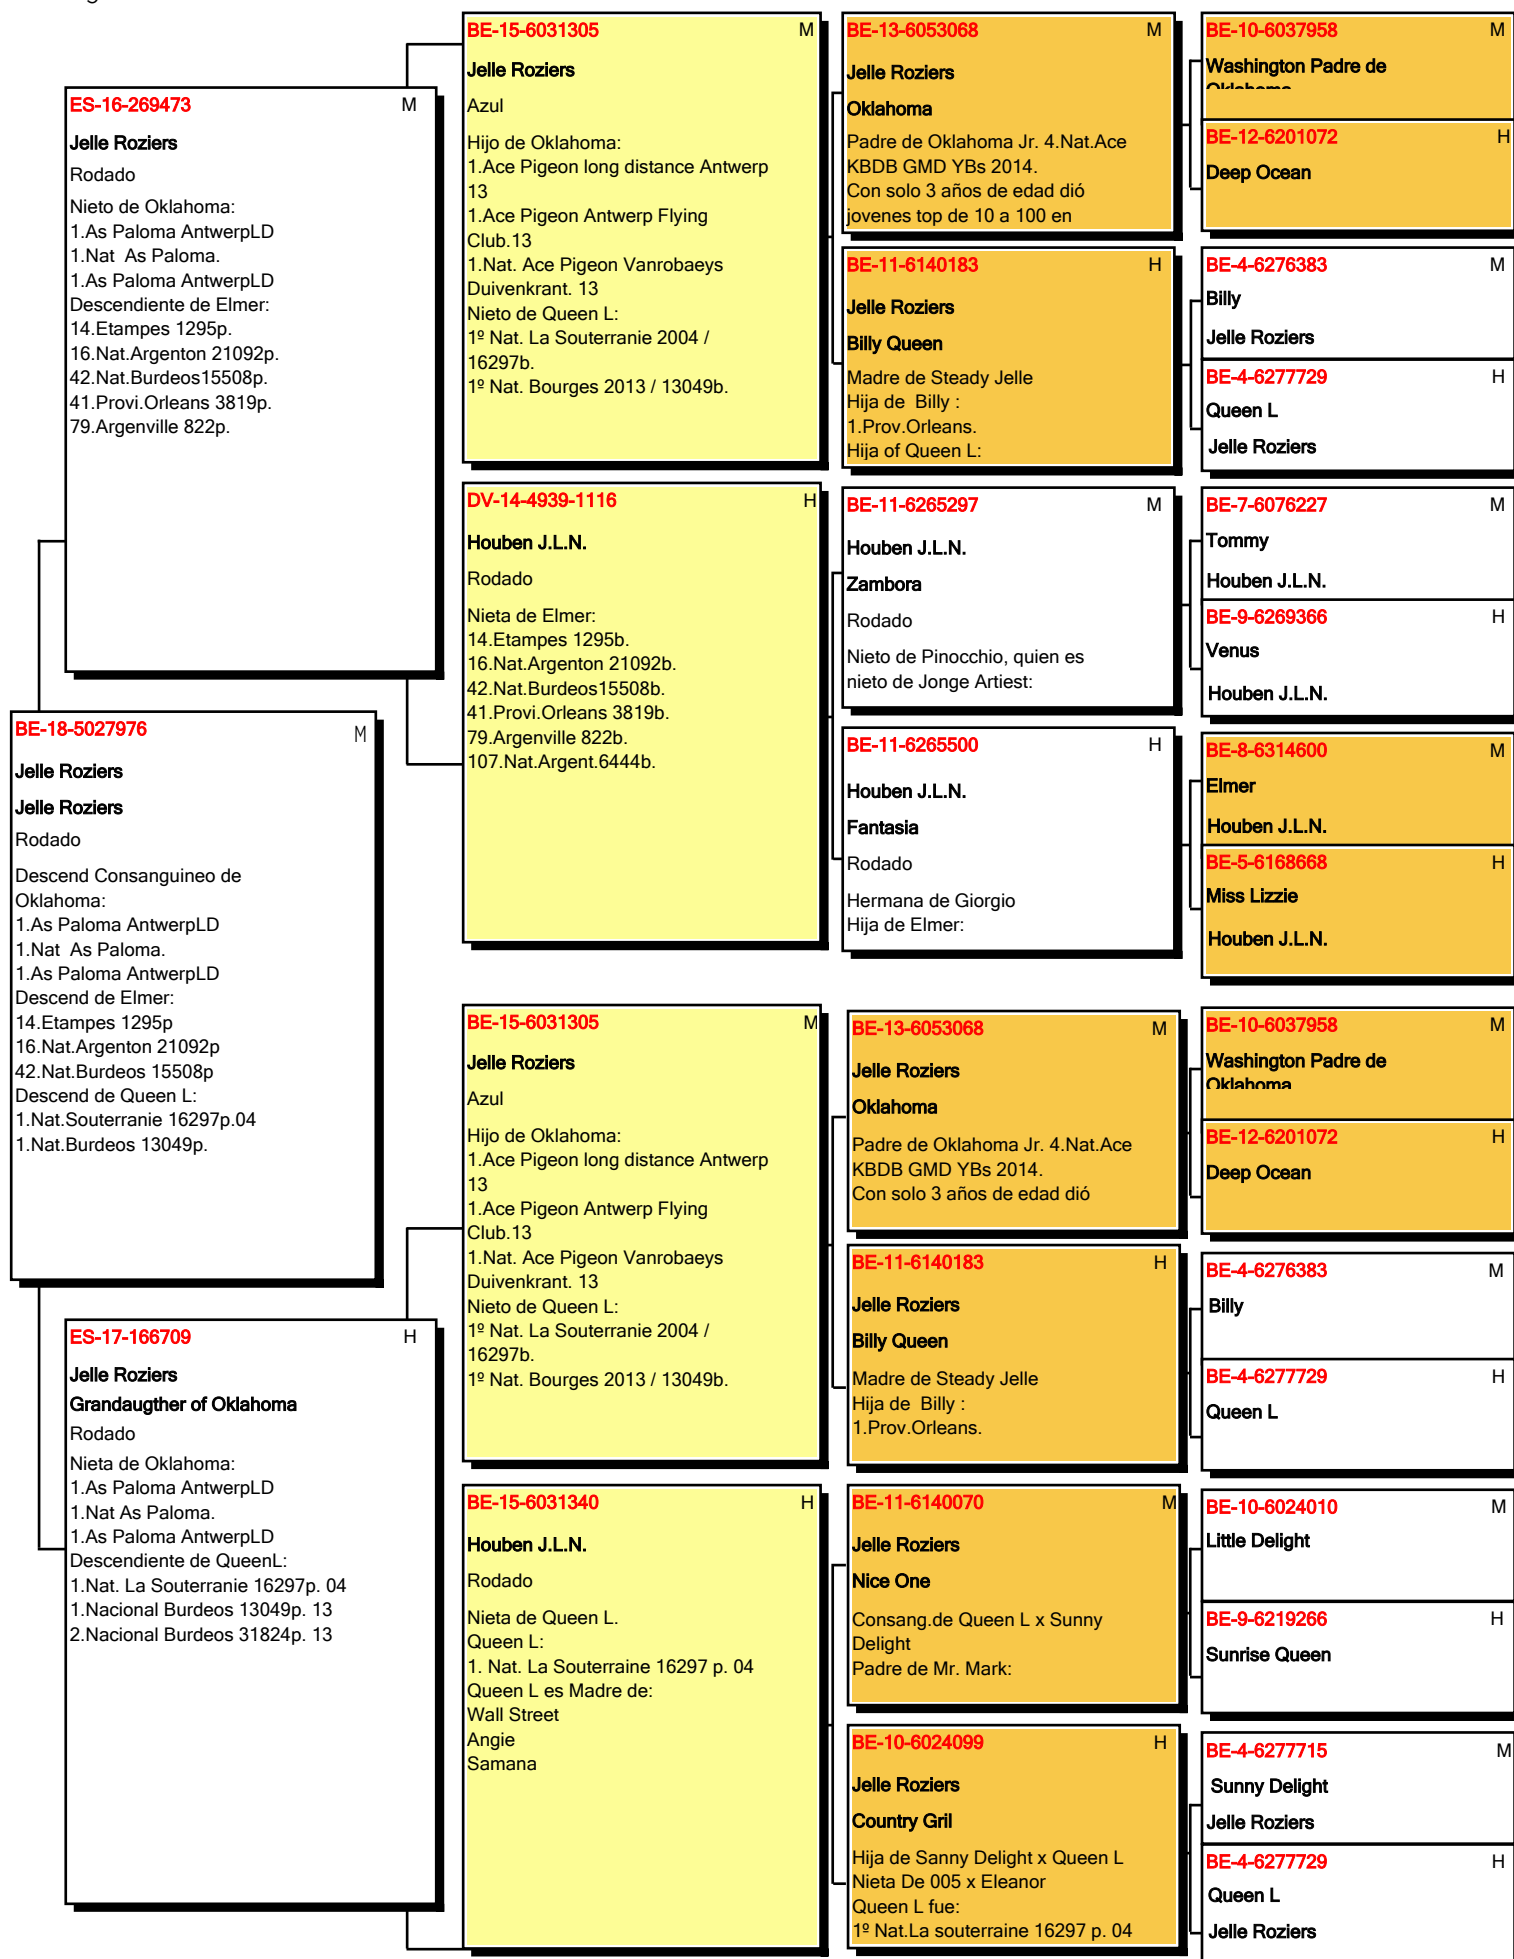 BE-18-5027976 M
Jelle Roziers
Jelle Roziers
Rodado
Descend Consanguineo de
Oklahoma:
1.As Paloma AntwerpLD
1.Nat As Paloma.
1.As Paloma AntwerpLD
Descend de Elmer:
14.Etampes 1295p
16.Nat.Argenton 21092p
42.Nat.Burdeos 15508p
Descend de Queen L:
1.Nat.Souterranie 16297p.04
1.Nat.Burdeos 13049p.
ES-16-269473 M
Jelle Roziers
Rodado
Nieto de Oklahoma:
1.As Paloma AntwerpLD
1.Nat As Paloma.
1.As Paloma AntwerpLD
Descendiente de Elmer:
14.Etampes 1295p.
16.Nat.Argenton 21092p.
42.Nat.Burdeos15508p.
41.Provi.Orleans 3819p.
79.Argenville 822p.
ES-17-166709 H
Jelle Roziers
Grandaugther of Oklahoma
Rodado
Nieta de Oklahoma:
1.As Paloma AntwerpLD
1.Nat As Paloma.
1.As Paloma AntwerpLD
Descendiente de QueenL:
1.Nat. La Souterranie 16297p. 04
1.Nacional Burdeos 13049p. 13
2.Nacional Burdeos 31824p. 13
BE-15-6031305 M
Jelle Roziers
Azul
Hijo de Oklahoma:
1.Ace Pigeon long distance Antwerp
13
1.Ace Pigeon Antwerp Flying
Club.13
1.Nat. Ace Pigeon Vanrobaeys
Duivenkrant. 13
Nieto de Queen L:
1º Nat. La Souterranie 2004 /
16297b.
1º Nat. Bourges 2013 / 13049b.
DV-14-4939-1116 H
Houben J.L.N.
Rodado
Nieta de Elmer:
14.Etampes 1295b.
16.Nat.Argenton 21092b.
42.Nat.Burdeos15508b.
41.Provi.Orleans 3819b.
79.Argenville 822b.
107.Nat.Argent.6444b.
BE-15-6031305 M
Jelle Roziers
Azul
Hijo de Oklahoma:
1.Ace Pigeon long distance Antwerp
13
1.Ace Pigeon Antwerp Flying
Club.13
1.Nat. Ace Pigeon Vanrobaeys
Duivenkrant. 13
Nieto de Queen L:
1º Nat. La Souterranie 2004 /
16297b.
1º Nat. Bourges 2013 / 13049b.
BE-15-6031340 H
Houben J.L.N.
Rodado
Nieta de Queen L.
Queen L:
1. Nat. La Souterraine 16297 p. 04
Queen L es Madre de:
Wall Street
Angie
Samana
BE-13-6053068 M
Jelle Roziers
Oklahoma
Padre de Oklahoma Jr. 4.Nat.Ace
KBDB GMD YBs 2014.
Con solo 3 años de edad dió
jovenes top de 10 a 100 en
BE-11-6140183 H
Jelle Roziers
Billy Queen
Madre de Steady Jelle
Hija de Billy :
1.Prov.Orleans.
Hija of Queen L:
BE-11-6265297 M
Houben J.L.N.
Zambora
Rodado
Nieto de Pinocchio, quien es
nieto de Jonge Artiest:
BE-11-6265500 H
Houben J.L.N.
Fantasia
Rodado
Hermana de Giorgio
Hija de Elmer:
BE-13-6053068 M
Jelle Roziers
Oklahoma
Padre de Oklahoma Jr. 4.Nat.Ace
KBDB GMD YBs 2014.
Con solo 3 años de edad dió
BE-11-6140183 H
Jelle Roziers
Billy Queen
Madre de Steady Jelle
Hija de Billy :
1.Prov.Orleans.
BE-11-6140070 M
Jelle Roziers
Nice One
Consang.de Queen L x Sunny
Delight
Padre de Mr. Mark:
BE-10-6024099 H
Jelle Roziers
Country Gril
Hija de Sanny Delight x Queen L
Nieta De 005 x Eleanor
Queen L fue:
1º Nat.La souterraine 16297 p. 04
BE-10-6037958 M
Washington Padre de
Oklahoma
BE-12-6201072 H
Deep Ocean
BE-4-6276383 M
Billy
Jelle Roziers
BE-4-6277729 H
Queen L
Jelle Roziers
BE-7-6076227 M
Tommy
Houben J.L.N.
BE-9-6269366 H
Venus
Houben J.L.N.
BE-8-6314600 M
Elmer
Houben J.L.N.
BE-5-6168668 H
Miss Lizzie
Houben J.L.N.
BE-10-6037958 M
Washington Padre de
Oklahoma
BE-12-6201072 H
Deep Ocean
BE-4-6276383 M
Billy
BE-4-6277729 H
Queen L
BE-10-6024010 M
Little Delight
BE-9-6219266 H
Sunrise Queen
BE-4-6277715 M
Sunny Delight
Jelle Roziers
BE-4-6277729 H
Queen L
Jelle Roziers